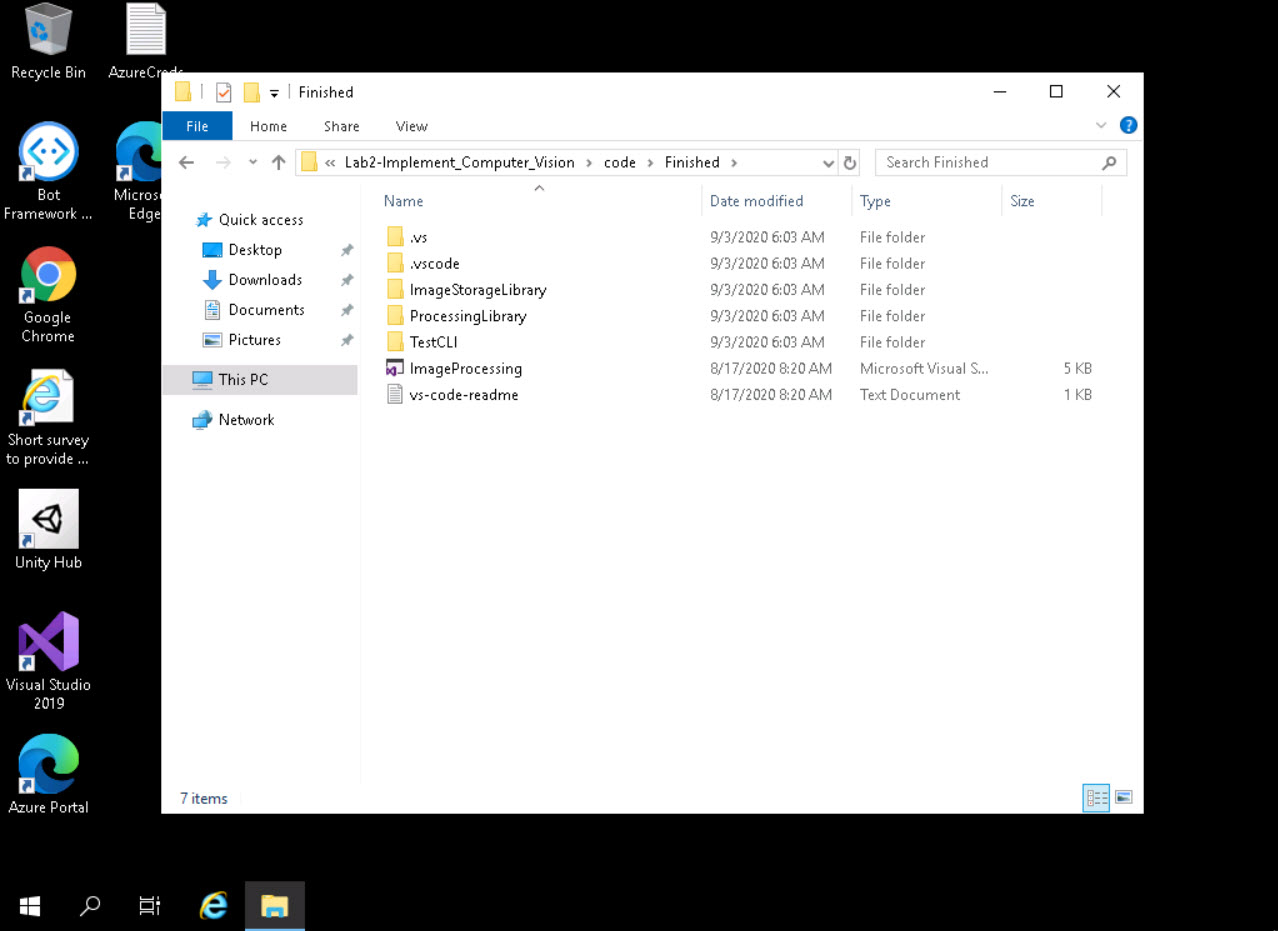 Recycle Bin
Bot
Framework ...
Google
Chrome
Short survey
to provide ...
Unity Hub
Visual Studio
2019
Azure Portal
Finished
File Home Share View
« Lab2-Implement_Computer_Vision › code › Finished ›
Search Finished
Quick access
Desktop
Downloads
Documents
Pictures
This PC
Network
Name Date modified Type Size
.vs 9/3/2020 6:03 AM File folder
.vscode 9/3/2020 6:03 AM File folder
ImageStorageLibrary 9/3/2020 6:03 AM File folder
ProcessingLibrary 9/3/2020 6:03 AM File folder
TestCLI 9/3/2020 6:03 AM File folder
ImageProcessing 8/17/2020 8:20 AM Microsoft Visual S... 5 KB
vs-code-readme 8/17/2020 8:20 AM Text Document 1 KB
7 items